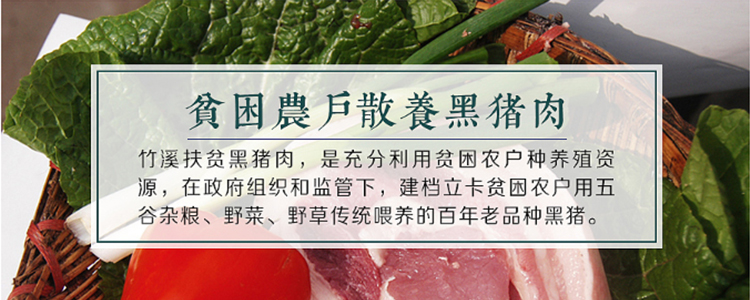 貧困農戶散養黑猪肉
竹溪扶贫黑猪肉，是充分利用贫困农户种养殖资
源，在政府组织和监管下，建档立卡贫困农户用五
谷杂粮、野菜、野草传统喂养的百年老品种黑猪。